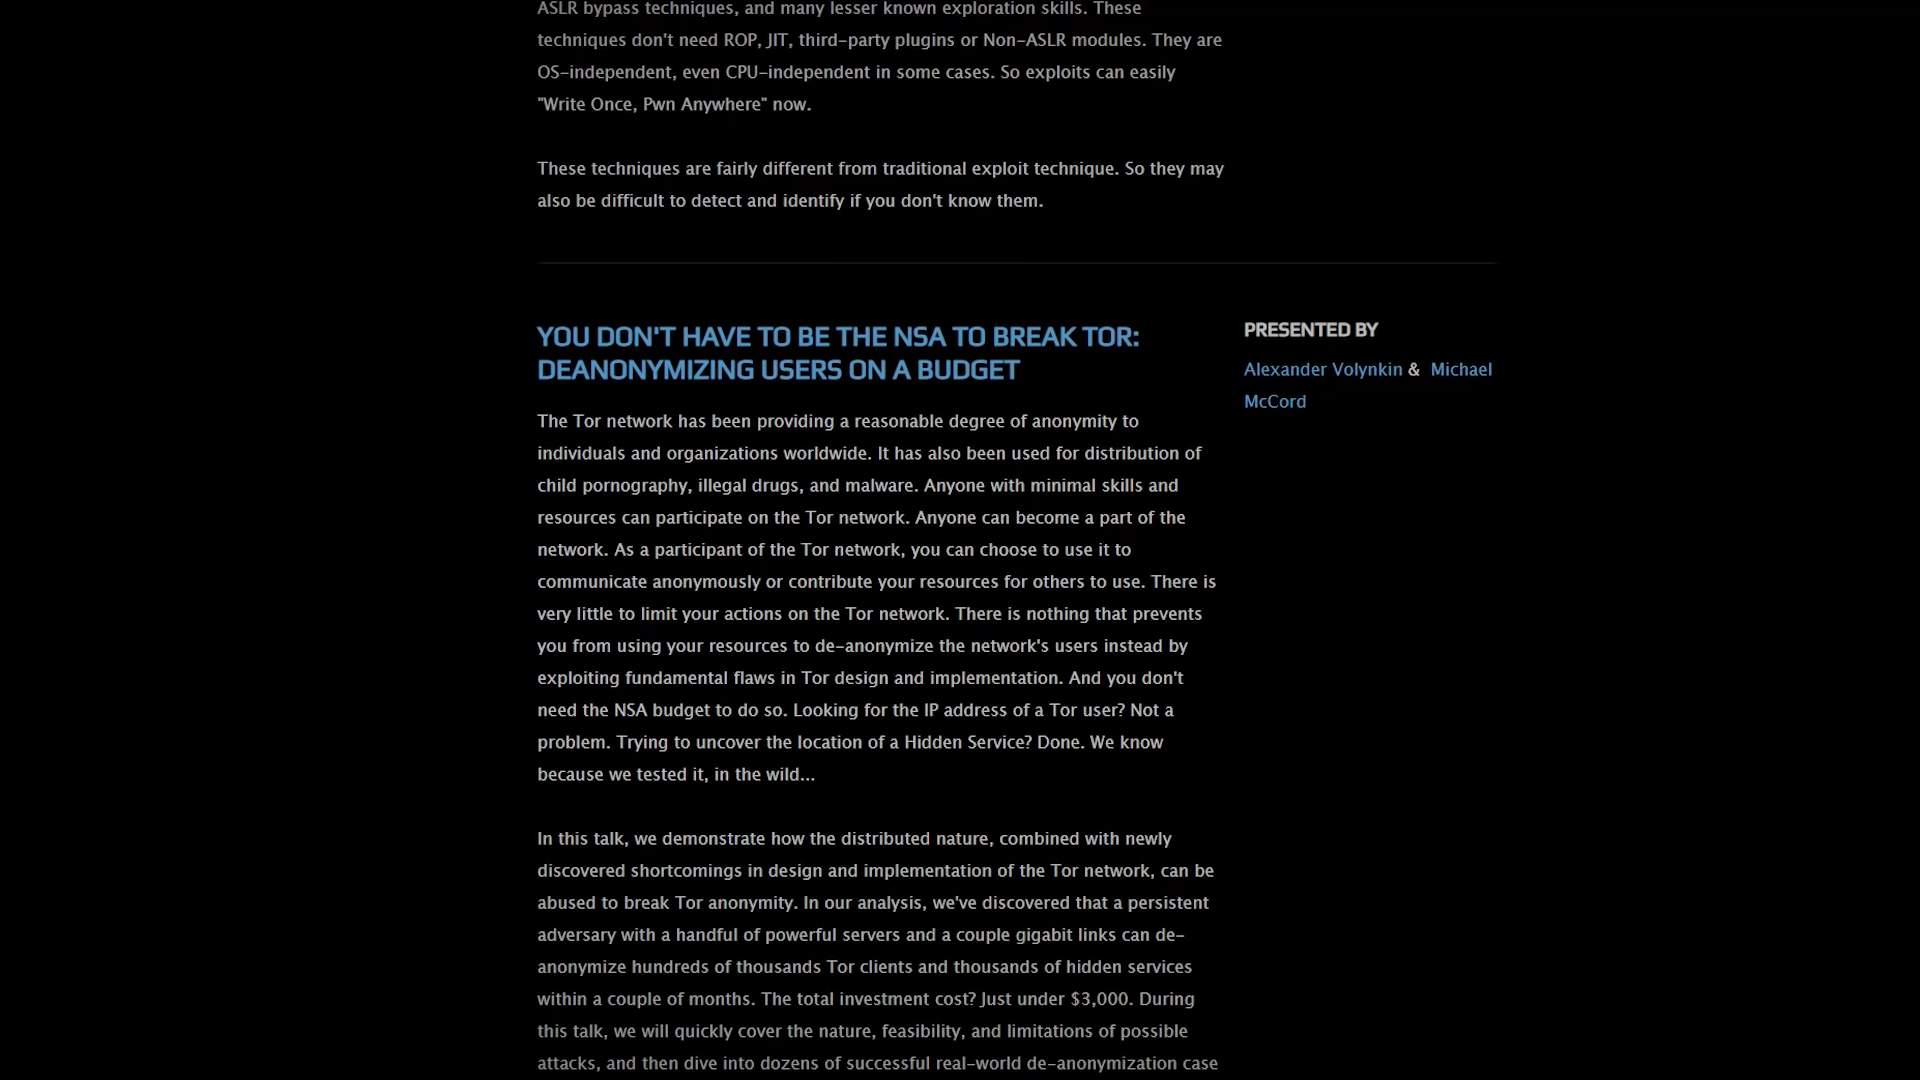 ASLR bypass techniques, and many lesser known exploration skills. These
techniques don't need ROP, JIT, third-party plugins or Non-ASLR modules. They are
OS-independent, even CPU-independent in some cases. So exploits can easily
"Write Once, Pwn Anywhere" now.
These techniques are fairly different from traditional exploit technique. So they may
also be difficult to detect and identify if you don't know them.
YOU DON'T HAVE TO BE THE NSA TO BREAK TOR:
DEANONYMIZING USERS ON A BUDGET
The Tor network has been providing a reasonable degree of anonymity to
individuals and organizations worldwide. It has also been used for distribution of
child pornography, illegal drugs, and malware. Anyone with minimal skills and
resources can participate on the Tor network. Anyone can become a part of the
network. As a participant of the Tor network, you can choose to use it to
communicate anonymously or contribute your resources for others to use. There is
very little to limit your actions on the Tor network. There is nothing that prevents
you from using your resources to de-anonymize the network's users instead by
exploiting fundamental flaws in Tor design and implementation. And you don't
need the NSA budget to do so. Looking for the IP address of a Tor user? Not a
problem. Trying to uncover the location of a Hidden Service? Done. We know
because we tested it, in the wild...
In this talk, we demonstrate how the distributed nature, combined with newly
discovered shortcomings in design and implementation of the Tor network, can be
abused to break Tor anonymity. In our analysis, we've discovered that a persistent
adversary with a handful of powerful servers and a couple gigabit links can de-
anonymize hundreds of thousands Tor clients and thousands of hidden services
within a couple of months. The total investment cost? Just under $3,000. During
this talk, we will quickly cover the nature, feasibility, and limitations of possible
attacks, and then dive into dozens of successful real-world de-anonymization case
PRESENTED BY
Alexander Volynkin & Michael
McCord